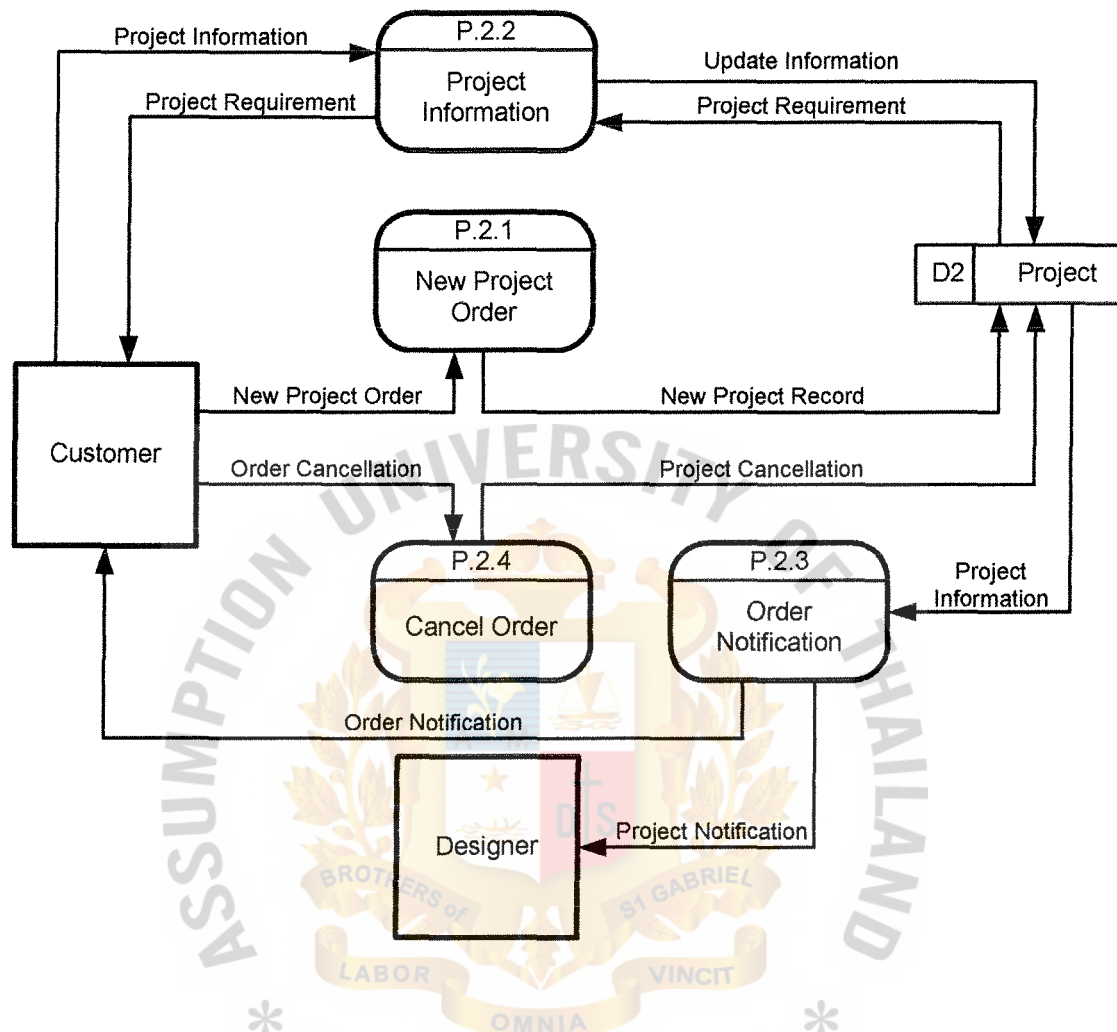 Project Information
P.2.2
Project
Information
Update Information
Project Requirement
Project Requirement
P.2.1
New Project
Order
D2 Project
Customer
New Project Order
New Project Record
Order Cancellation
Project Cancellation
P.2.4
Cancel Order
P.2.3
Order
Notification
Project
Information
Order Notification
Designer
Project Notification
ASSUMPTION UNIVERSITY OF THAILAND
D S
BROTHERS of
S1 GABRIEL
LABOR
VINCIT
OMNIA
* *